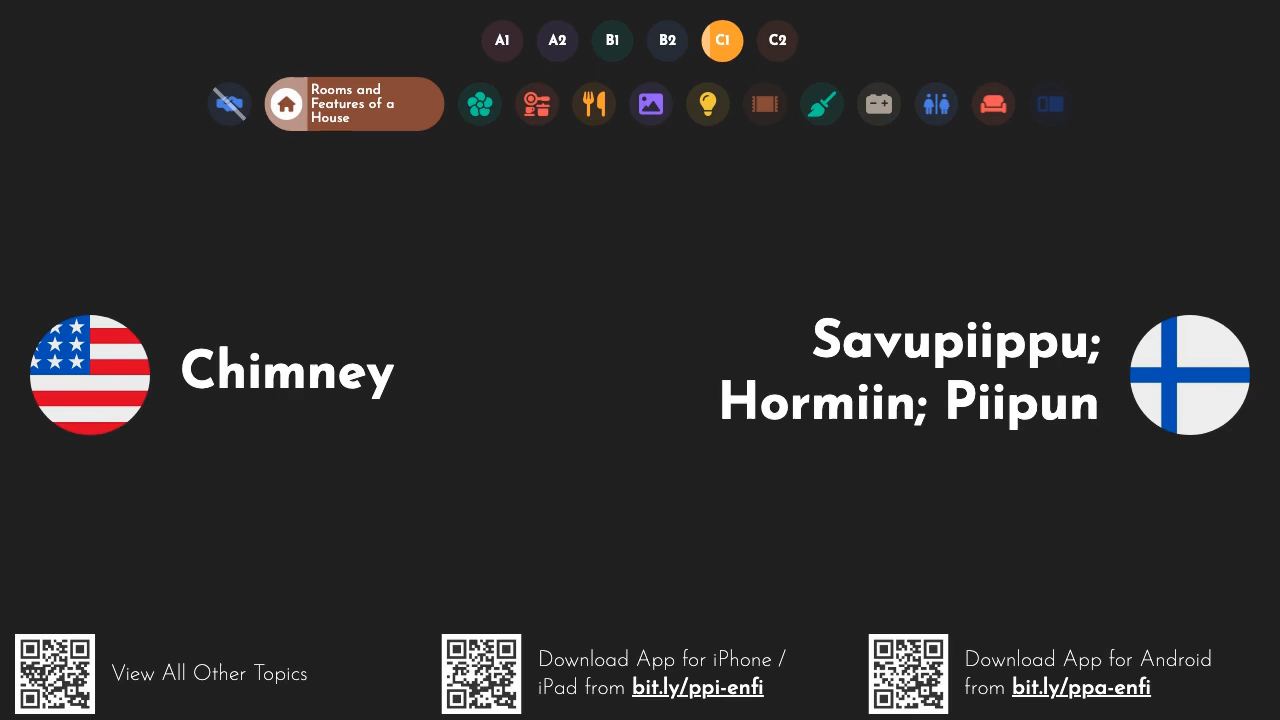 A1 A2 B1 B2 C1 C2
Rooms and
Features of a
House
Chimney
Savupiippu;
Hormiin; Piipun
View All Other Topics
Download App for iPhone /
iPad from bit.ly/ppi-enfi
Download App for Android
from bit.ly/ppa-enfi